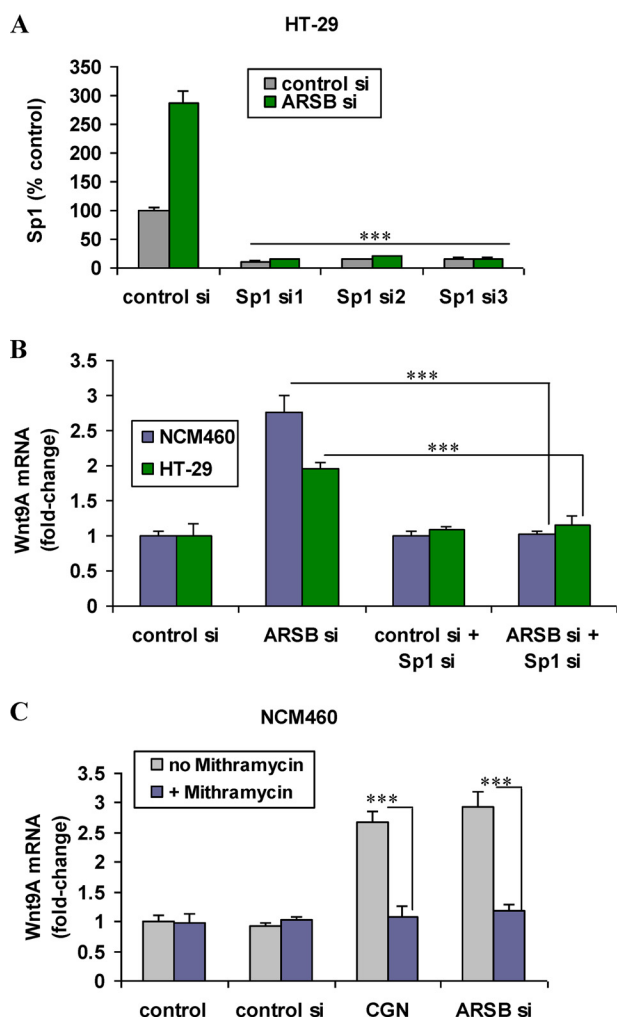 A
HT-29
Sp1 (% control)
350
300
250
200
150
100
50
0
control si
ARSB si
***
control si Sp1 si1 Sp1 si2 Sp1 si3
B
Wnt9A mRNA
(fold-change)
3.5
3
2.5
2
1.5
1
0.5
0
NCM460
HT-29
***
***
control si ARSB si control si + ARSB si +
Sp1 si Sp1 si
C
NCM460
Wnt9A mRNA
(fold-change)
3.5
3
2.5
2
1.5
1
0.5
0
no Mithramycin
+ Mithramycin
*** ***
control control si CGN ARSB si